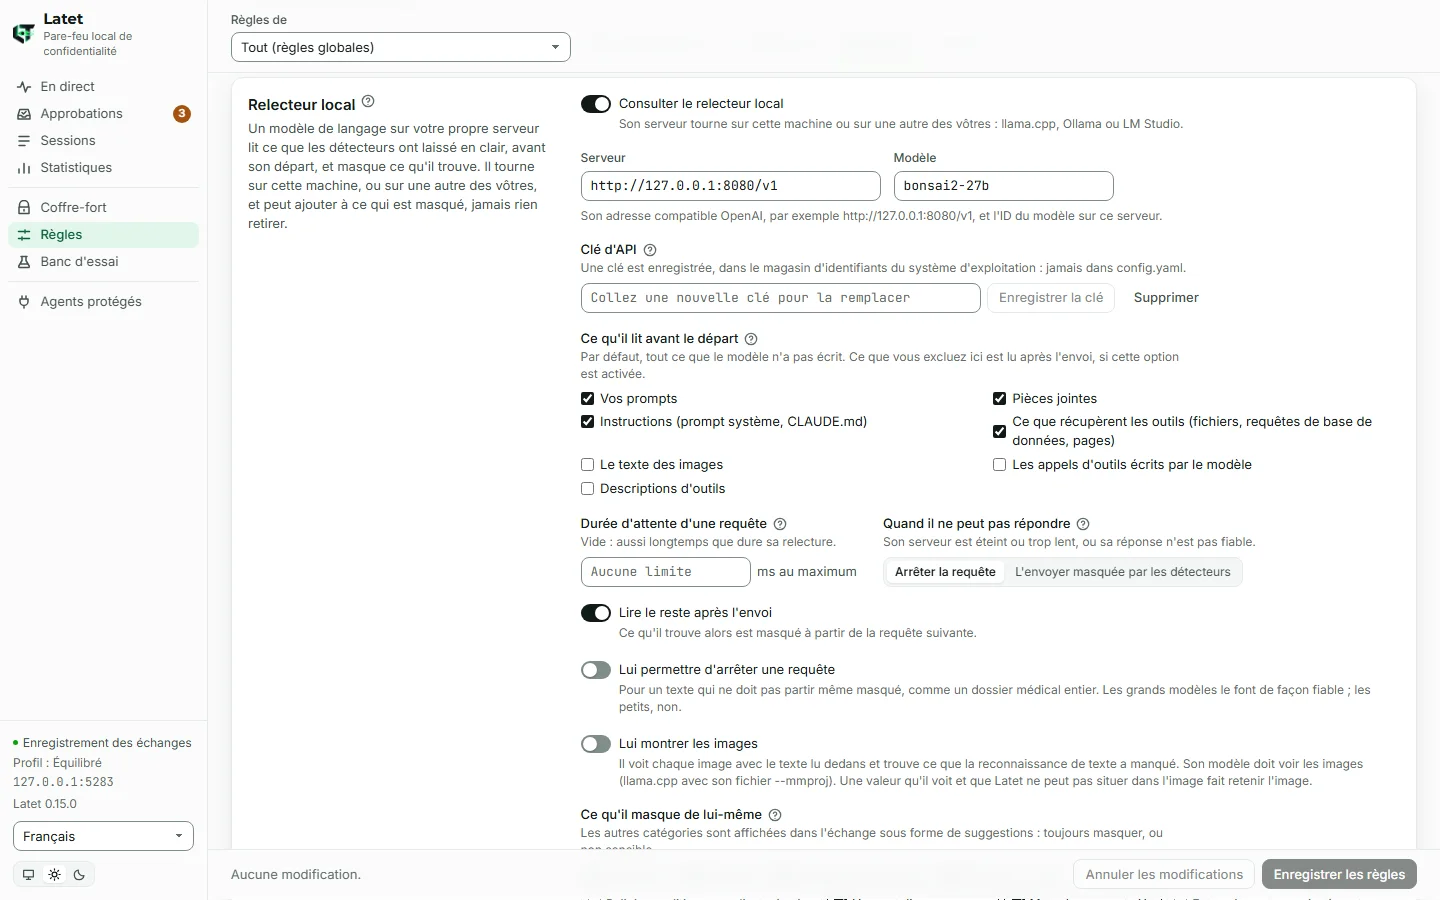 Latet
Pare-feu local de
confidentialité
En direct
Approbations
3
Sessions
Statistiques
Coffre-fort
Règles
Banc d'essai
Agents protégés
Enregistrement des échanges
Profil : Équilibré
127.0.0.1:5283
Latet 0.15.0
Français
Règles de
Tout (règles globales)
Relecteur local
Un modèle de langage sur votre propre serveur
lit ce que les détecteurs ont laissé en clair, avant
son départ, et masque ce qu'il trouve. Il tourne
sur cette machine, ou sur une autre des vôtres,
et peut ajouter à ce qui est masqué, jamais rien
retirer.
Consulter le relecteur local
Son serveur tourne sur cette machine ou sur une autre des vôtres : llama.cpp, Ollama ou LM Studio.
Serveur
Modèle
http://127.0.0.1:8080/v1
bonsai2-27b
Son adresse compatible OpenAI, par exemple http://127.0.0.1:8080/v1, et l'ID du modèle sur ce serveur.
Clé d'API
Une clé est enregistrée, dans le magasin d'identifiants du système d'exploitation : jamais dans config.yaml.
Collez une nouvelle clé pour la remplacer
Enregistrer la clé
Supprimer
Ce qu'il lit avant le départ
Par défaut, tout ce que le modèle n'a pas écrit. Ce que vous excluez ici est lu après l'envoi, si cette option
est activée.
Vos prompts
Pièces jointes
Instructions (prompt système, CLAUDE.md)
Ce que récupèrent les outils (fichiers, requêtes de base de
données, pages)
Le texte des images
Les appels d'outils écrits par le modèle
Descriptions d'outils
Durée d'attente d'une requête
Vide : aussi longtemps que dure sa relecture.
Aucune limite
ms au maximum
Quand il ne peut pas répondre
Son serveur est éteint ou trop lent, ou sa réponse n'est pas fiable.
Arrêter la requête
L'envoyer masquée par les détecteurs
Lire le reste après l'envoi
Ce qu'il trouve alors est masqué à partir de la requête suivante.
Lui permettre d'arrêter une requête
Pour un texte qui ne doit pas partir même masqué, comme un dossier médical entier. Les grands modèles le font de façon fiable ; les
petits, non.
Lui montrer les images
Il voit chaque image avec le texte lu dedans et trouve ce que la reconnaissance de texte a manqué. Son modèle doit voir les images
(llama.cpp avec son fichier --mmproj). Une valeur qu'il voit et que Latet ne peut pas situer dans l'image fait retenir l'image.
Ce qu'il masque de lui-même
Les autres catégories sont affichées dans l'échange sous forme de suggestions : toujours masquer, ou
Aucune modification.
Annuler les modifications
Enregistrer les règles